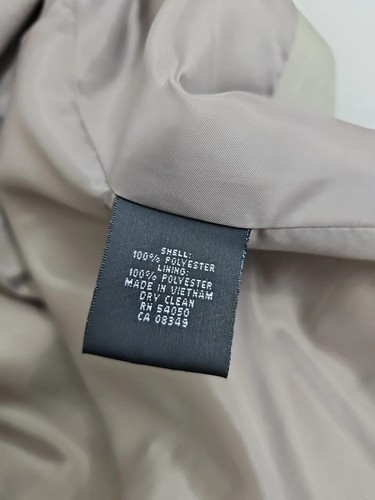 SHELL:
100% POLYESTER
LINING:
100% POLYESTER
MADE IN VIETNAM
DRY CLEAN
RN 54050
CA 08349